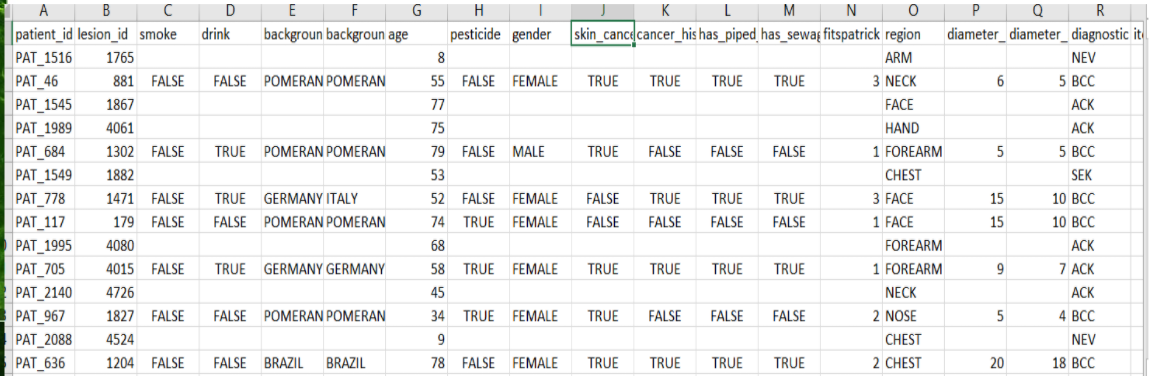 A B C D E F G H I J K L M N O P Q R
patient_id lesion_id smoke drink backgroun backgroun age pesticide gender skin_cance cancer_his has_piped_ has_sewag fitspatrick region diameter_ diameter_ diagnostic it
PAT_1516 1765 8 ARM NEV
PAT_46 881 FALSE FALSE POMERAN POMERAN 55 FALSE FEMALE TRUE TRUE TRUE TRUE 3 NECK 6 5 BCC
PAT_1545 1867 77 FACE ACK
PAT_1989 4061 75 HAND ACK
PAT_684 1302 FALSE TRUE POMERAN POMERAN 79 FALSE MALE TRUE FALSE FALSE FALSE 1 FOREARM 5 5 BCC
PAT_1549 1882 53 CHEST SEK
PAT_778 1471 FALSE TRUE GERMANY ITALY 52 FALSE FEMALE FALSE TRUE TRUE TRUE 3 FACE 15 10 BCC
PAT_117 179 FALSE FALSE POMERAN POMERAN 74 TRUE FEMALE FALSE FALSE FALSE FALSE 1 FACE 15 10 BCC
PAT_1995 4080 68 FOREARM ACK
PAT_705 4015 FALSE TRUE GERMANY GERMANY 58 TRUE FEMALE TRUE TRUE TRUE TRUE 1 FOREARM 9 7 ACK
PAT_2140 4726 45 NECK ACK
PAT_967 1827 FALSE FALSE POMERAN POMERAN 34 TRUE FEMALE TRUE FALSE FALSE FALSE 2 NOSE 5 4 BCC
PAT_2088 4524 9 CHEST NEV
PAT_636 1204 FALSE FALSE BRAZIL BRAZIL 78 FALSE FEMALE TRUE TRUE TRUE TRUE 2 CHEST 20 18 BCC